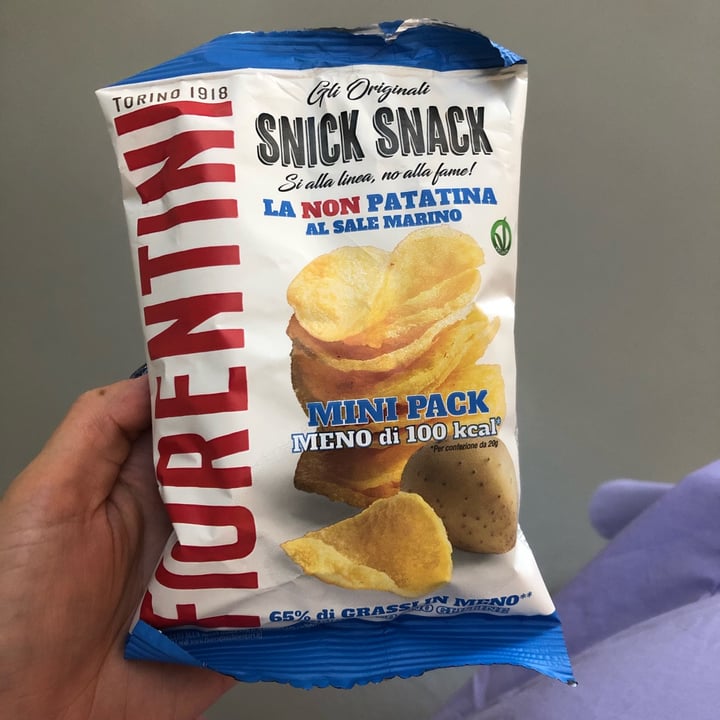 TORINO 1918
FIORENTINI
Gli Originali
SNICK SNACK
Si alla linea, no alla fame!
LA NON PATATINA
AL SALE MARINO
MINI PACK
MENO di 100 kcal*
*Per confezione da 20g
65% di GRASSI IN MENO**
GLUTINE